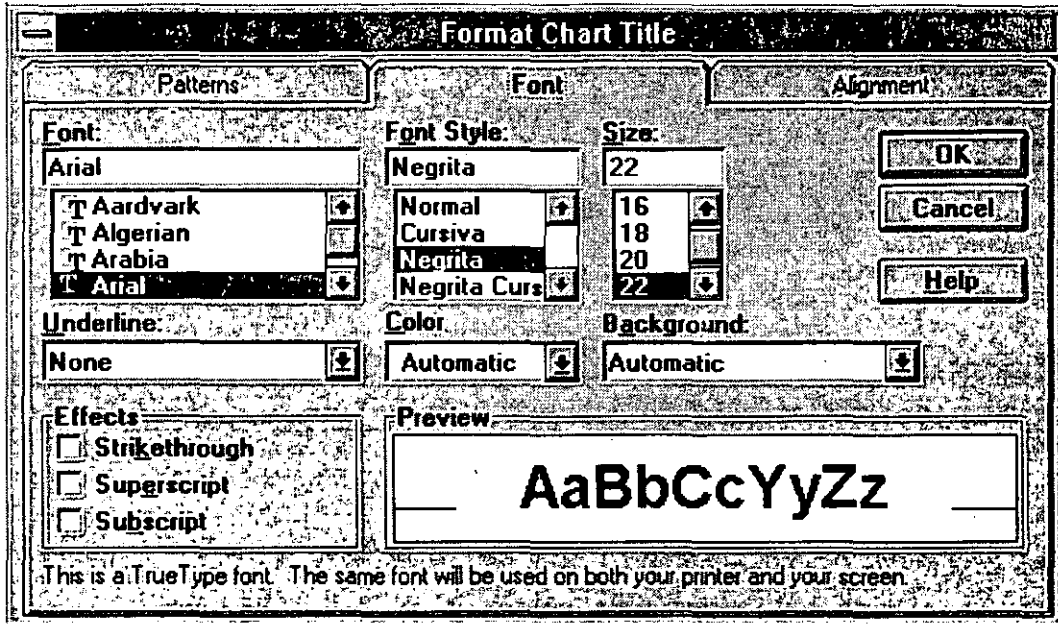 Format Chart Title
Patterns Font Alignment
Font: Font Style: Size:
Arial Negrita 22 OK
Aardvark Normal 16
Algerian Cursiva 18 Cancel
Arabia Negrita 20
Arial Negrita Curs 22 Help
Underline: Color Background:
None Automatic Automatic
Effects Preview
Strikethrough
Superscript AaBbCcYyZz
Subscript
This is a TrueType font. The same font will be used on both your printer and your screen.